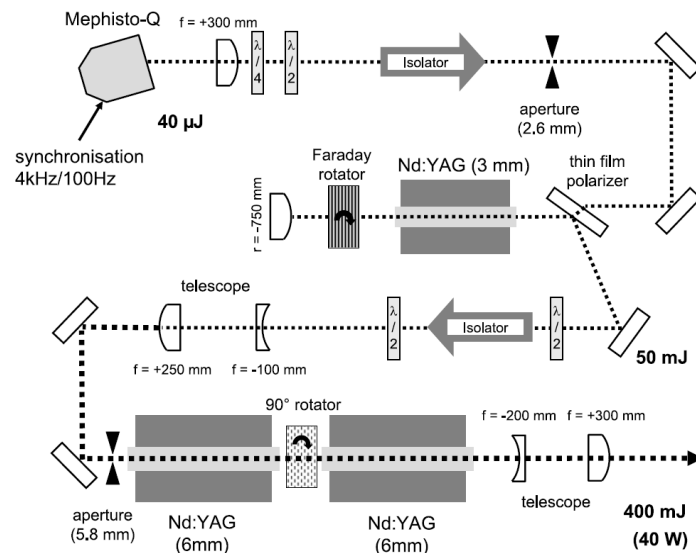 Mephisto-Q
f = +300 mm
λ
/
4
λ
/
2
Isolator
aperture
(2.6 mm)
40 µJ
synchronisation
4kHz/100Hz
Faraday
rotator
Nd:YAG (3 mm)
thin film
polarizer
r = -750 mm
telescope
λ
/
2
Isolator
λ
/
2
50 mJ
f = +250 mm
f = -100 mm
90° rotator
f = -200 mm
f = +300 mm
aperture
(5.8 mm)
Nd:YAG
(6mm)
Nd:YAG
(6mm)
telescope
400 mJ
(40 W)